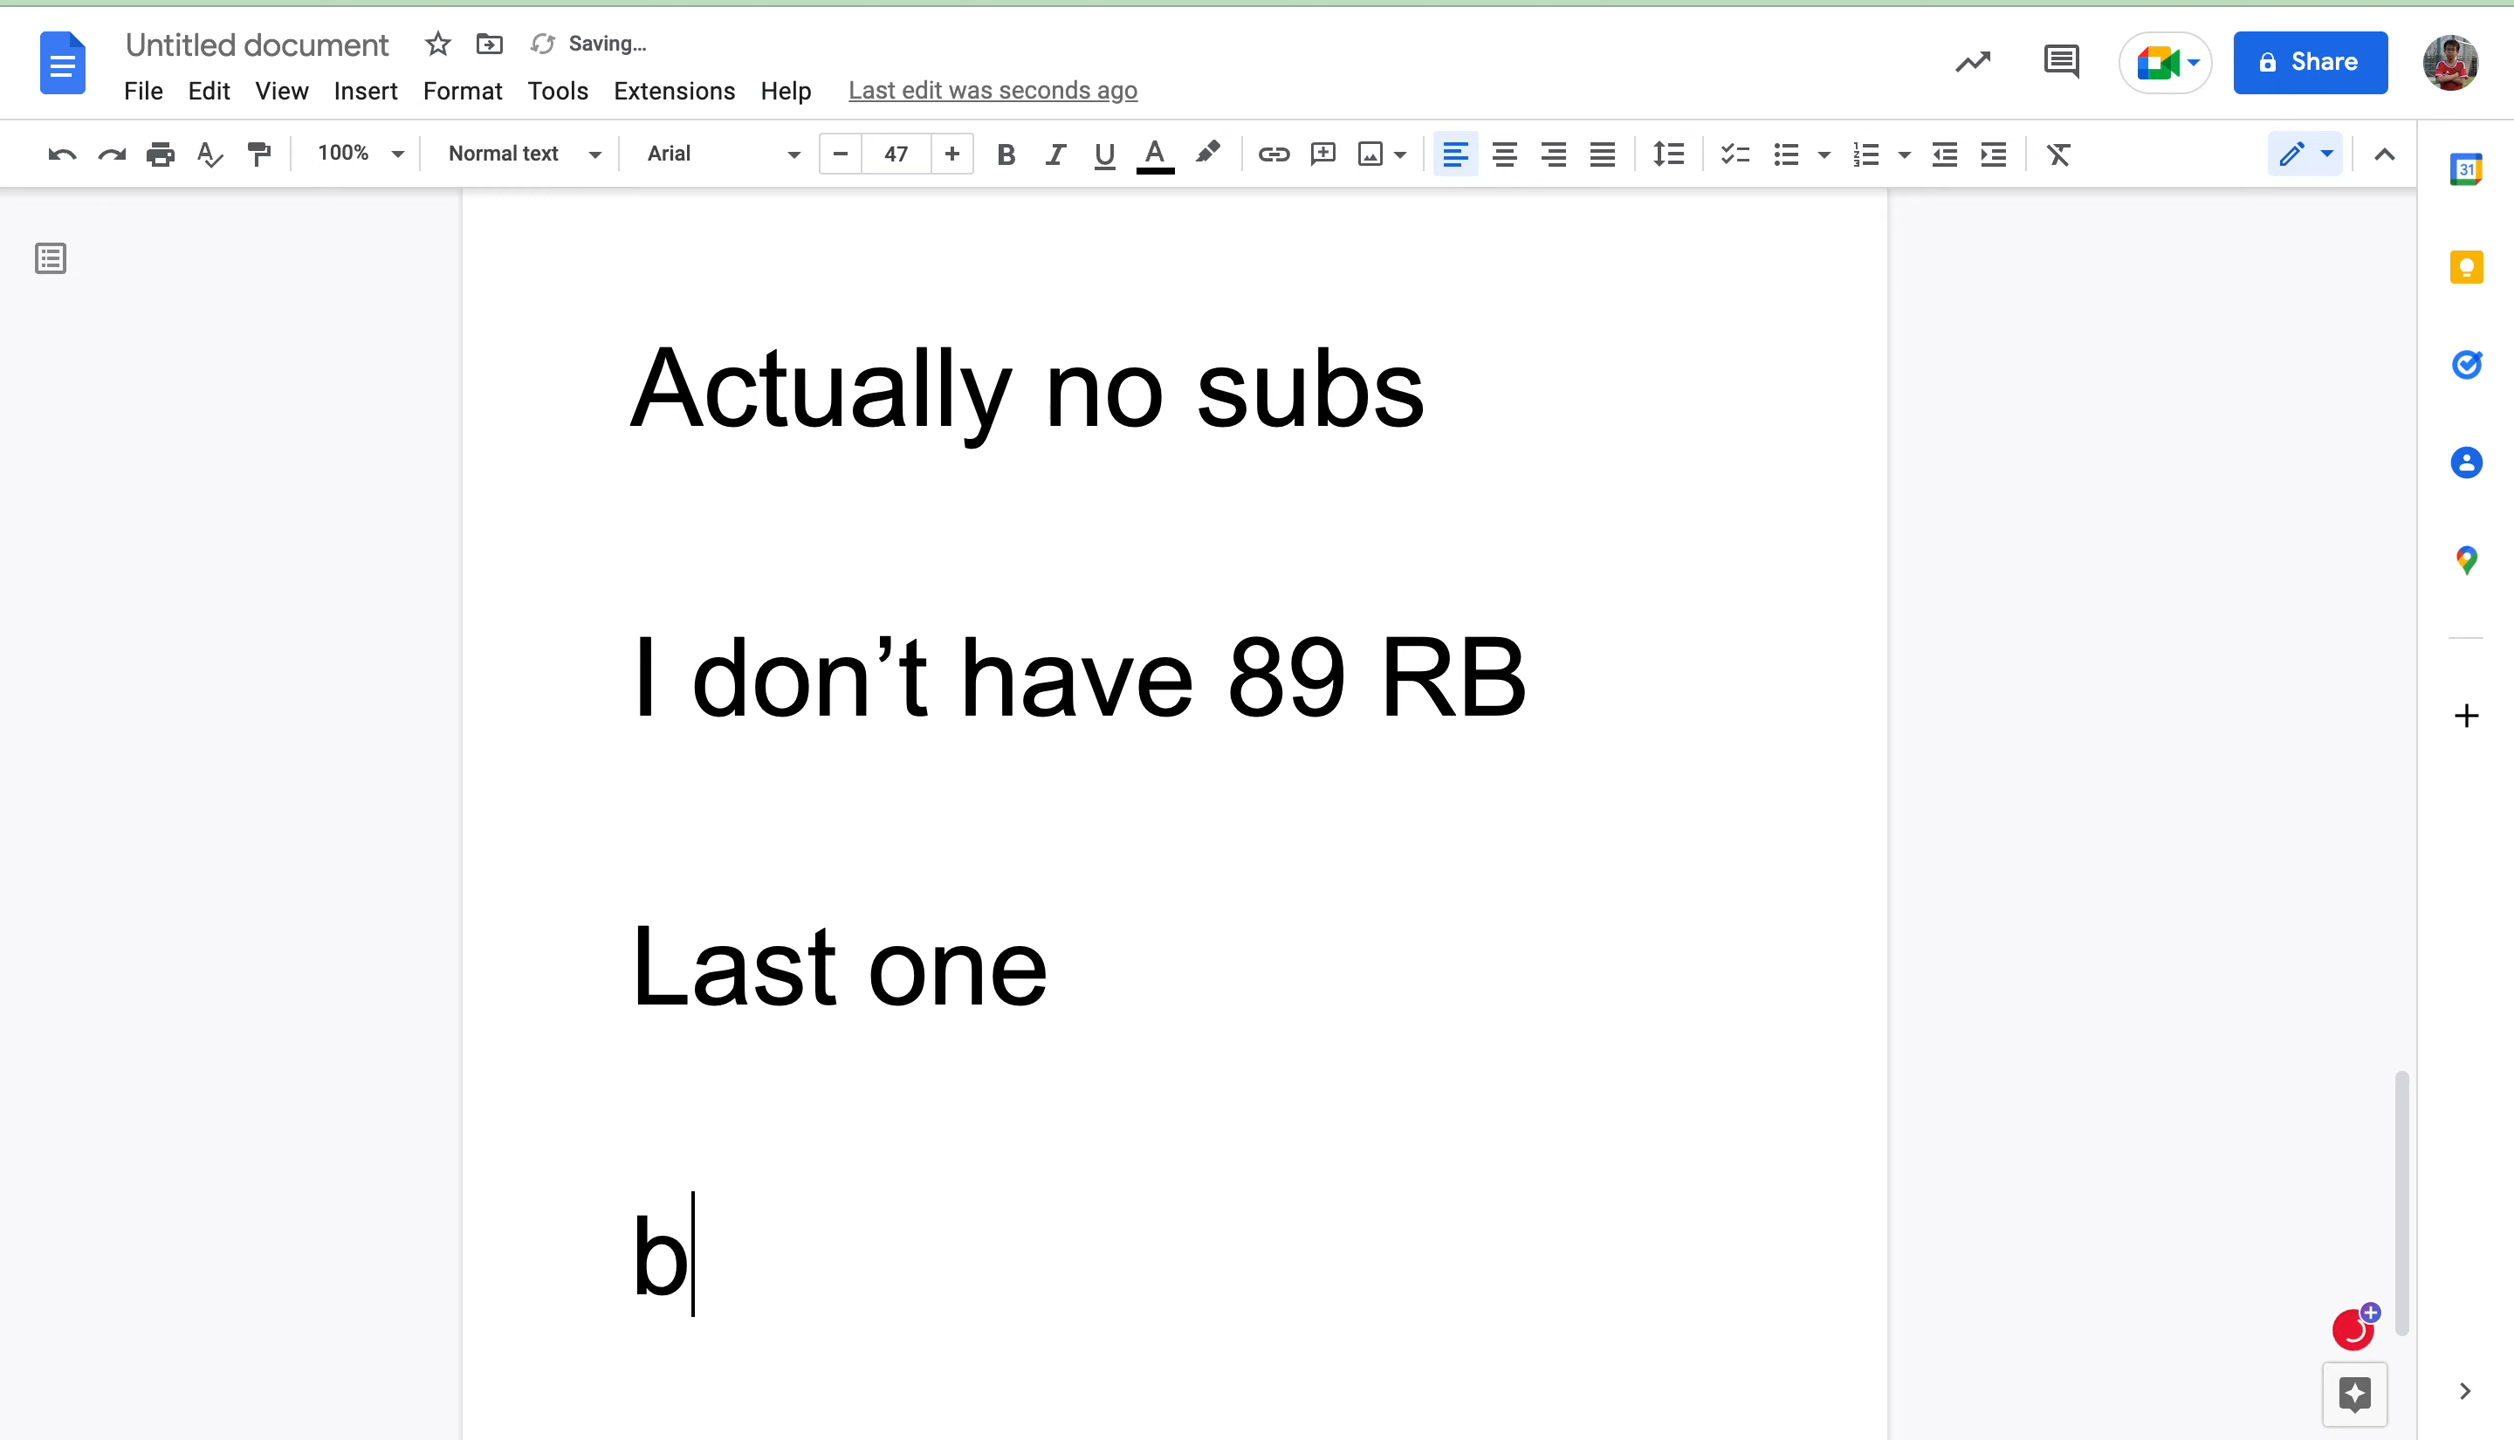 Untitled document Saving...
File Edit View Insert Format Tools Extensions Help Last edit was seconds ago Share
100% Normal text Arial − 47 + B I U A
31
Actually no subs
I don’t have 89 RB
Last one
b